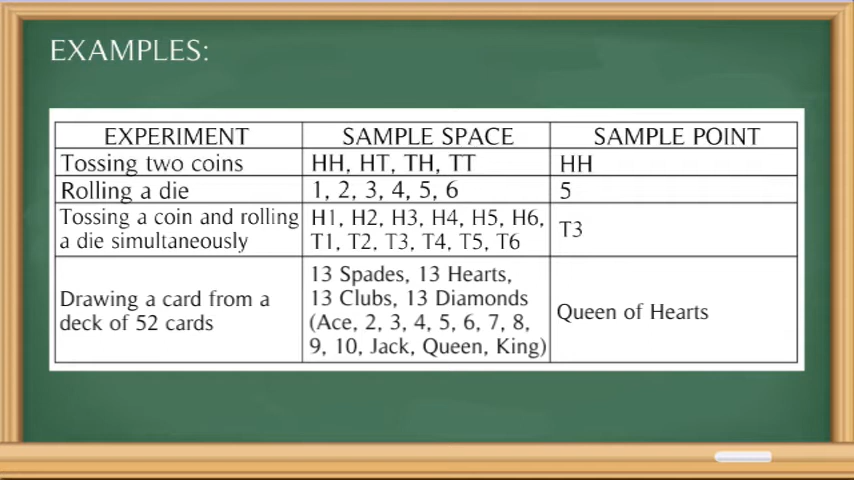 EXAMPLES:
EXPERIMENT SAMPLE SPACE SAMPLE POINT
Tossing two coins HH, HT, TH, TT HH
Rolling a die 1, 2, 3, 4, 5, 6 5
Tossing a coin and rolling
a die simultaneously
H1, H2, H3, H4, H5, H6,
T1, T2, T3, T4, T5, T6
T3
Drawing a card from a
deck of 52 cards
13 Spades, 13 Hearts,
13 Clubs, 13 Diamonds
(Ace, 2, 3, 4, 5, 6, 7, 8,
9, 10, Jack, Queen, King)
Queen of Hearts